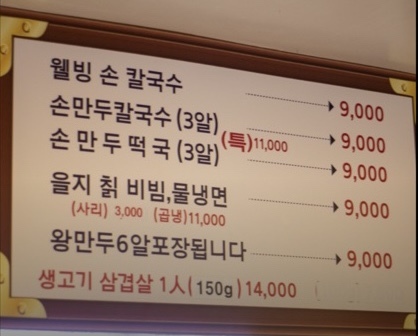 웰빙 손 칼국수 9,000
손만두칼국수 (3알) 9,000
(특)11,000
손 만 두 떡 국 (3알) 9,000
을지 칡 비빔,물냉면 9,000
(사리) 3,000 (곱냉)11,000
왕만두6알포장됩니다 9,000
생고기 삼겹살 1人(150g) 14,000